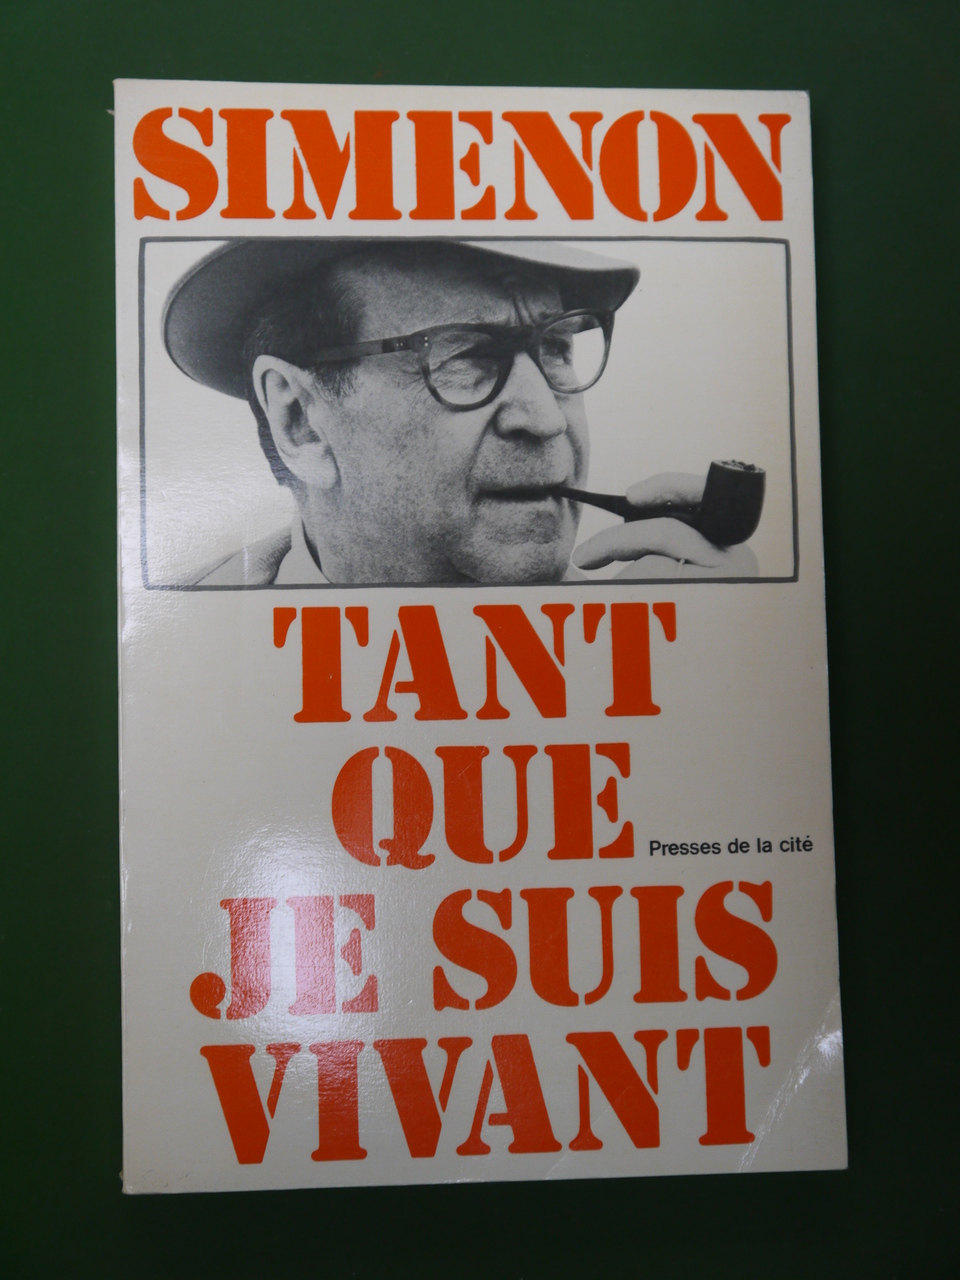 SIMENON
TANT
QUE
Presses de la cité
JE SUIS
VIVANT